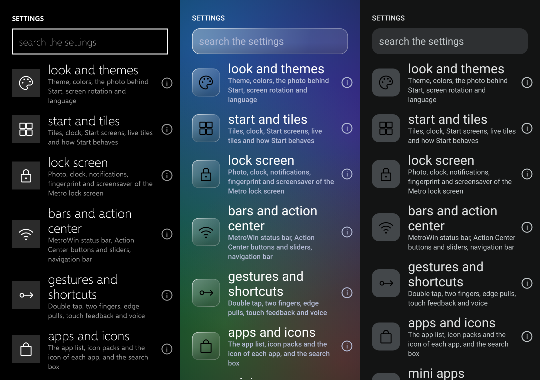 SETTINGS
search the settings
look and themes
Theme, colors, the photo behind
Start, screen rotation and
language
start and tiles
Tiles, clock, Start screens, live tiles
and how Start behaves
lock screen
Photo, clock, notifications,
fingerprint and screensaver of the
Metro lock screen
bars and action
center
MetroWin status bar, Action
Center buttons and sliders,
navigation bar
gestures and
shortcuts
Double tap, two fingers, edge
pulls, touch feedback and voice
apps and icons
The app list, icon packs and the
icon of each app, and the search
box
SETTINGS
search the settings
look and themes
Theme, colors, the photo behind
Start, screen rotation and
language
start and tiles
Tiles, clock, Start screens, live
tiles and how Start behaves
lock screen
Photo, clock, notifications,
fingerprint and screensaver of the
Metro lock screen
bars and action
center
MetroWin status bar, Action
Center buttons and sliders,
navigation bar
gestures and
shortcuts
Double tap, two fingers, edge
pulls, touch feedback and voice
apps and icons
The app list, icon packs and the
icon of each app, and the search
box
SETTINGS
search the settings
look and themes
Theme, colors, the photo behind
Start, screen rotation and
language
start and tiles
Tiles, clock, Start screens, live tiles
and how Start behaves
lock screen
Photo, clock, notifications,
fingerprint and screensaver of the
Metro lock screen
bars and action
center
MetroWin status bar, Action Center
buttons and sliders, navigation bar
gestures and
shortcuts
Double tap, two fingers, edge pulls,
touch feedback and voice
apps and icons
The app list, icon packs and the
icon of each app, and the search
box
mini apps